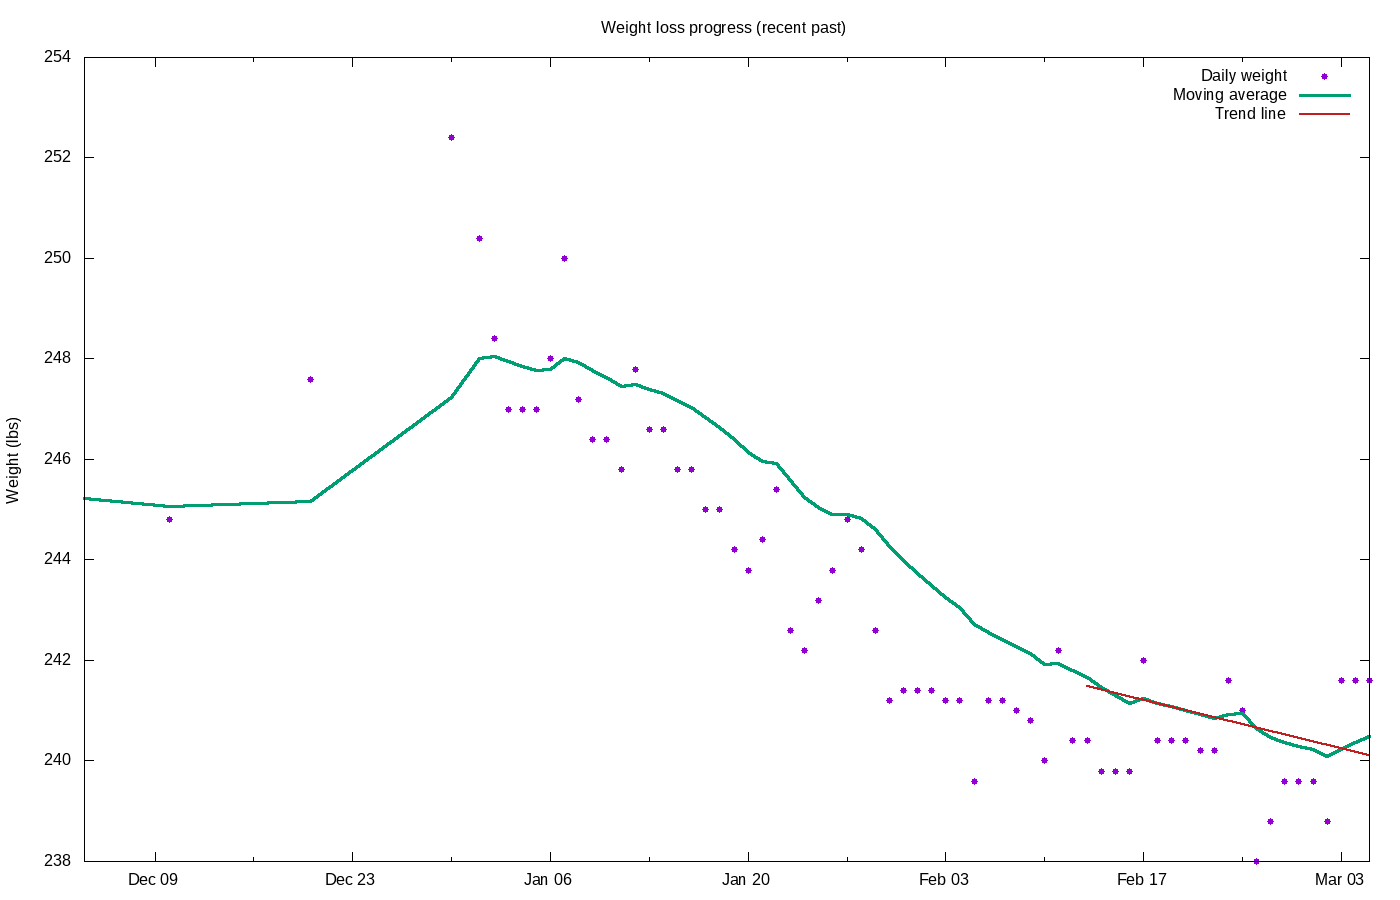 Weight loss progress (recent past)
Daily weight
Moving average
Trend line
254
252
250
248
246
244
242
240
238
Weight (lbs)
Dec 09 Dec 23 Jan 06 Jan 20 Feb 03 Feb 17 Mar 03